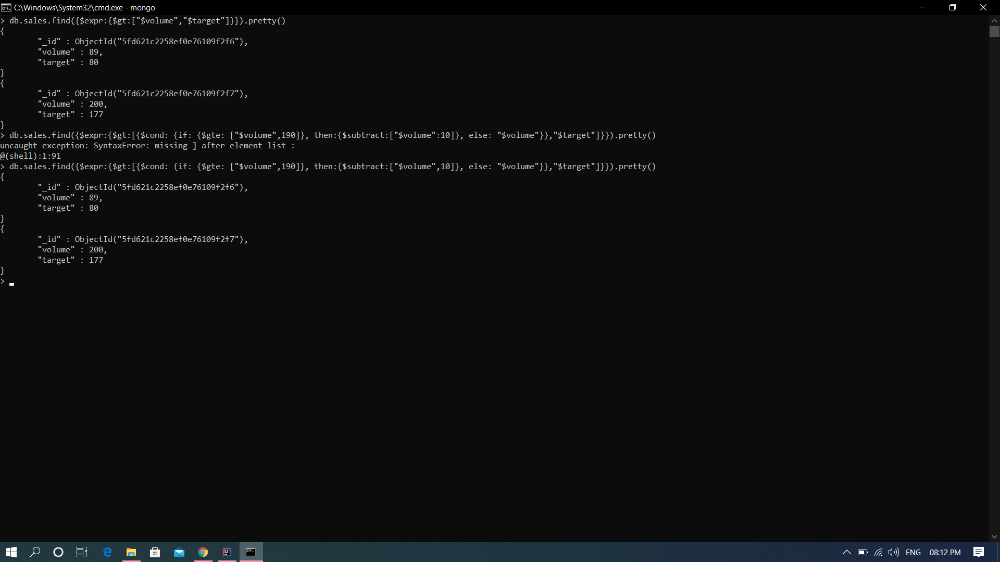 C:\Windows\System32\cmd.exe - mongo
> db.sales.find({$expr:{$gt:["$volume","$target"]}}).pretty()
{
        "_id" : ObjectId("5fd621c2258ef0e76109f2f6"),
        "volume" : 89,
        "target" : 80
}
{
        "_id" : ObjectId("5fd621c2258ef0e76109f2f7"),
        "volume" : 200,
        "target" : 177
}
> db.sales.find({$expr:{$gt:[{$cond: {if: {$gte: ["$volume",190]}, then:{$subtract:["$volume":10]}, else: "$volume"}},"$target"]}}).pretty()
uncaught exception: SyntaxError: missing ] after element list :
@(shell):1:91
> db.sales.find({$expr:{$gt:[{$cond: {if: {$gte: ["$volume",190]}, then:{$subtract:["$volume",10]}, else: "$volume"}},"$target"]}}).pretty()
{
        "_id" : ObjectId("5fd621c2258ef0e76109f2f6"),
        "volume" : 89,
        "target" : 80
}
{
        "_id" : ObjectId("5fd621c2258ef0e76109f2f7"),
        "volume" : 200,
        "target" : 177
}
>
ENG 08:12 PM